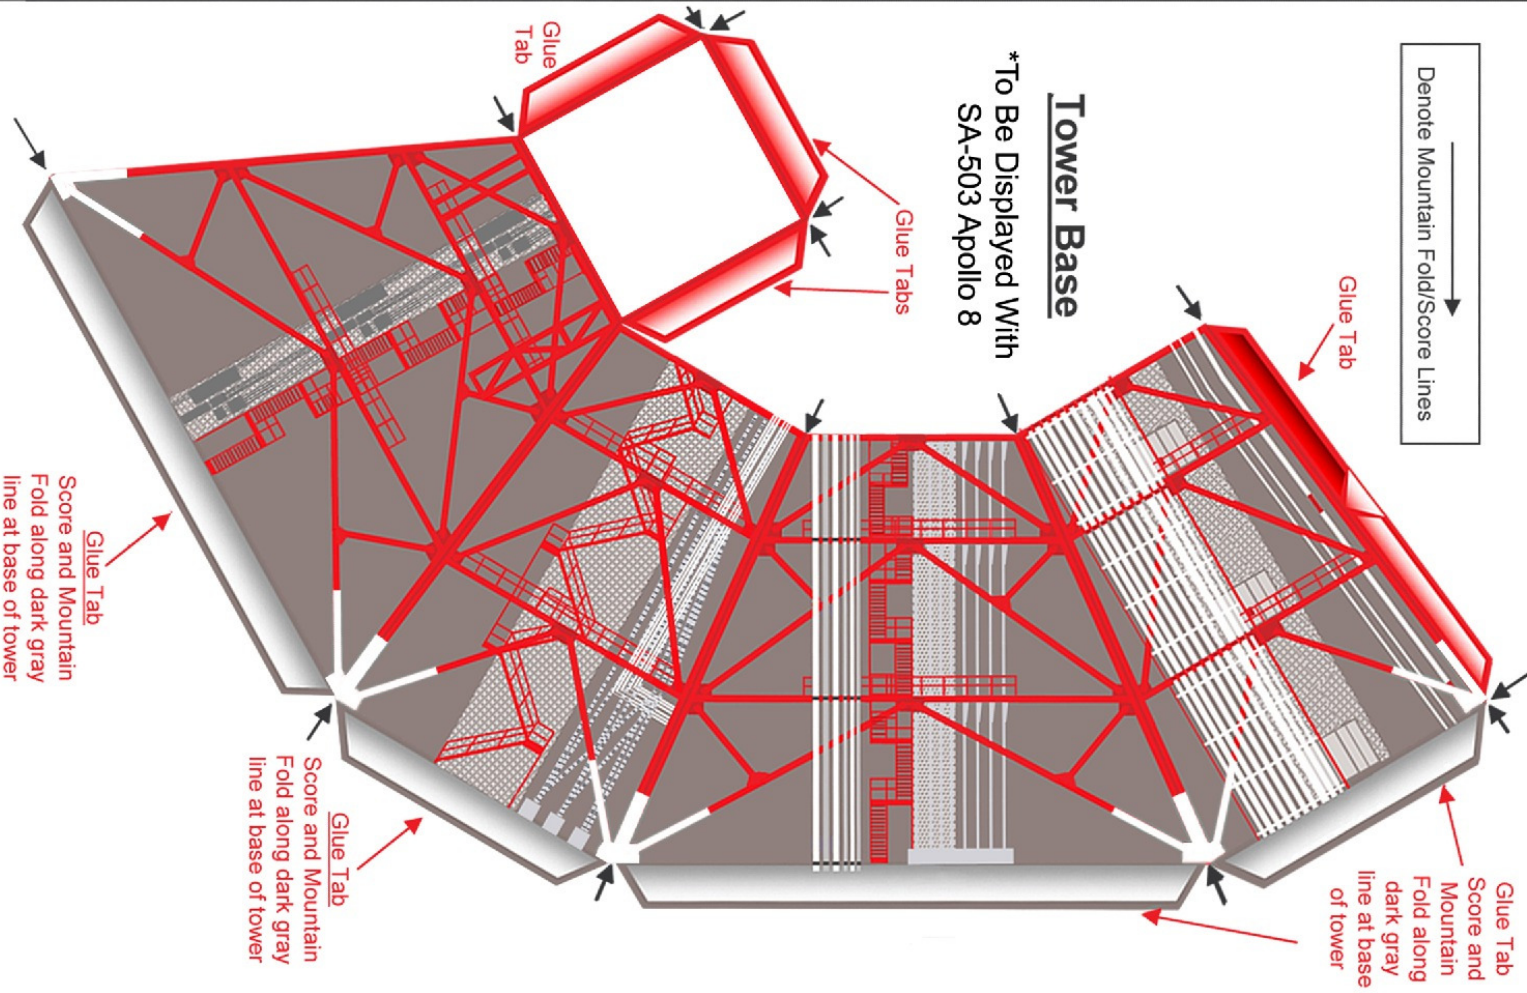 Denote Mountain Fold/Score Lines
Tower Base
*To Be Displayed With
SA-503 Apollo 8
Glue
Tab
Glue Tabs
Glue Tab
Glue Tab
Score and
Mountain
Fold along
dark gray
line at base
of tower
Glue Tab
Score and Mountain
Fold along dark gray
line at base of tower
Glue Tab
Score and Mountain
Fold along dark gray
line at base of tower